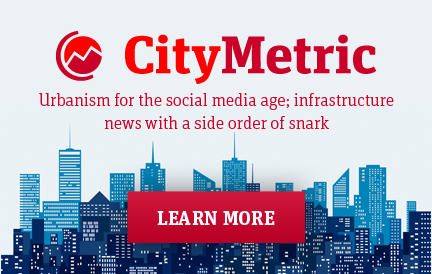 CityMetric
Urbanism for the social media age; infrastructure
news with a side order of snark
LEARN MORE